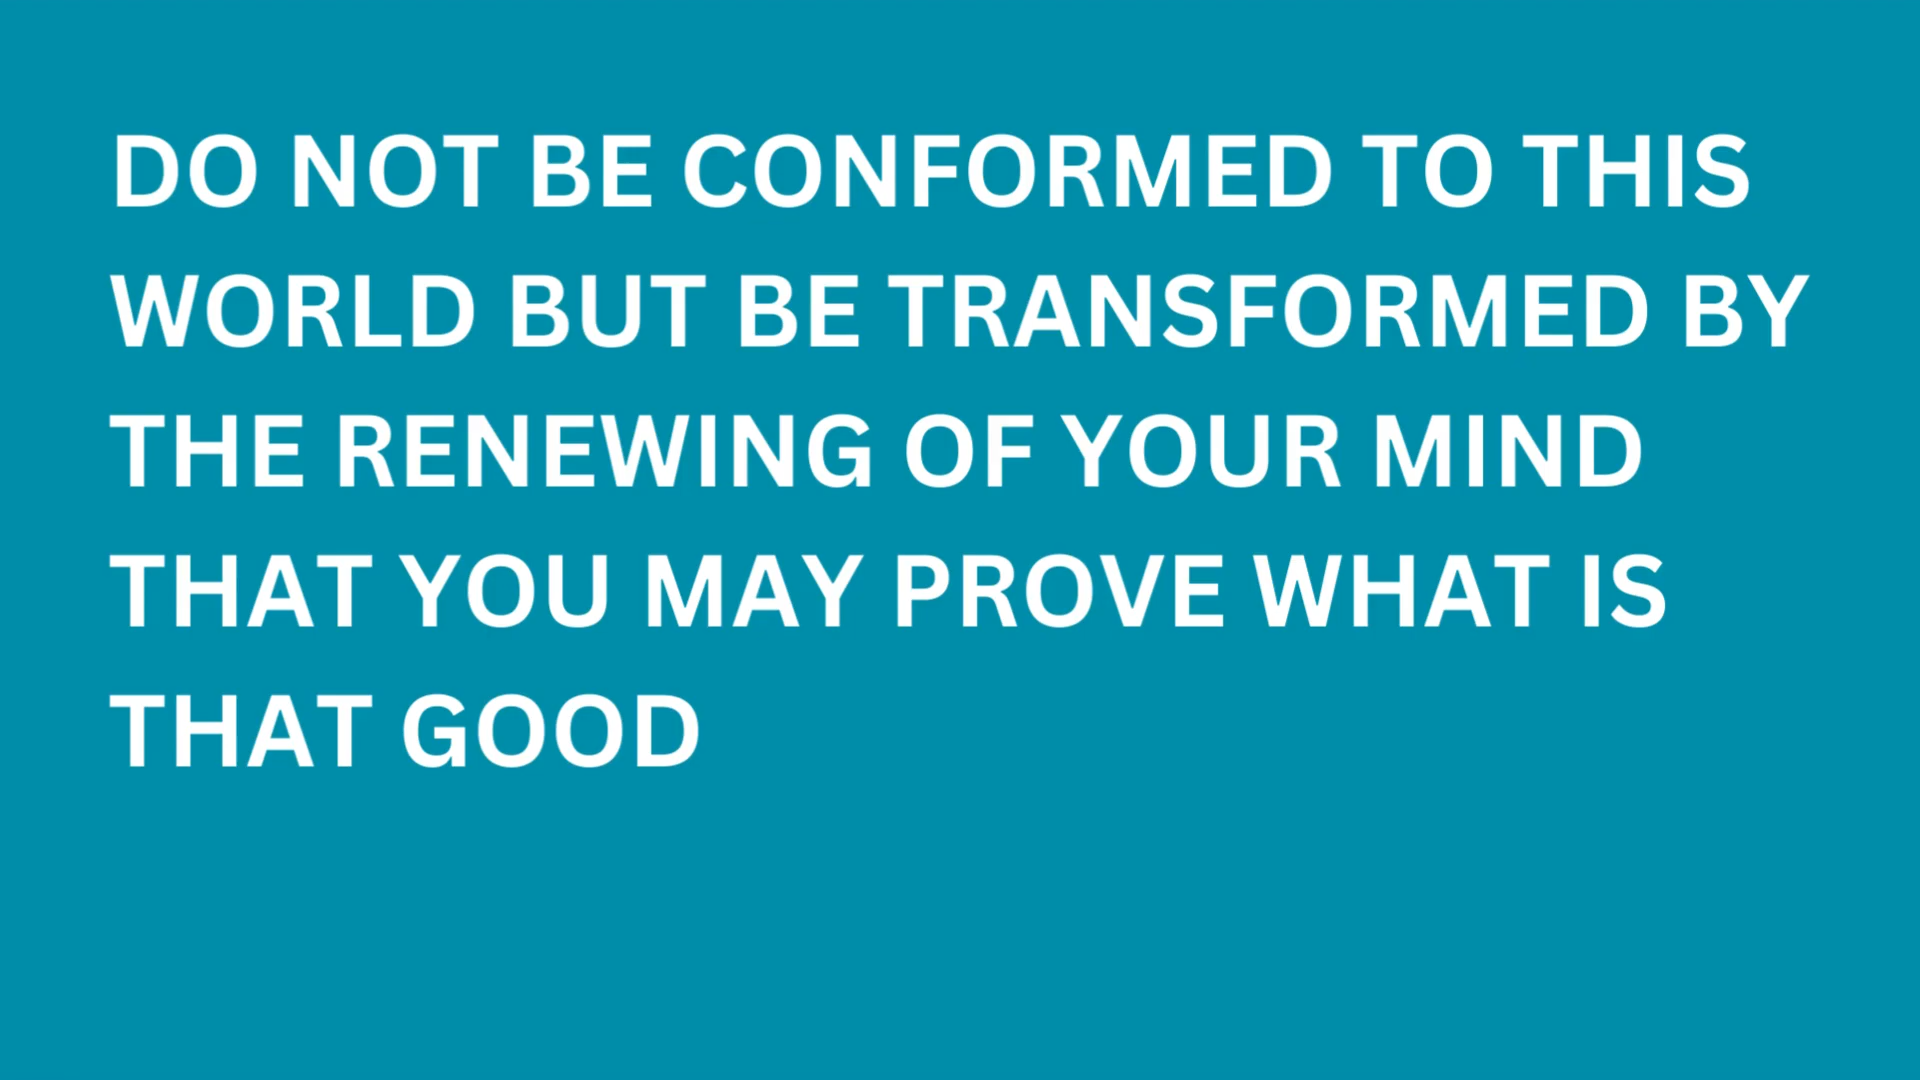 DO NOT BE CONFORMED TO THIS
WORLD BUT BE TRANSFORMED BY
THE RENEWING OF YOUR MIND
THAT YOU MAY PROVE WHAT IS
THAT GOOD